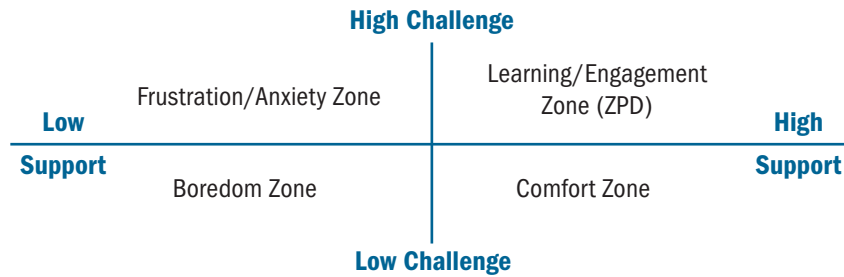 High Challenge
Frustration/Anxiety Zone
Learning/Engagement
Zone (ZPD)
Low
Support
High
Support
Boredom Zone
Comfort Zone
Low Challenge